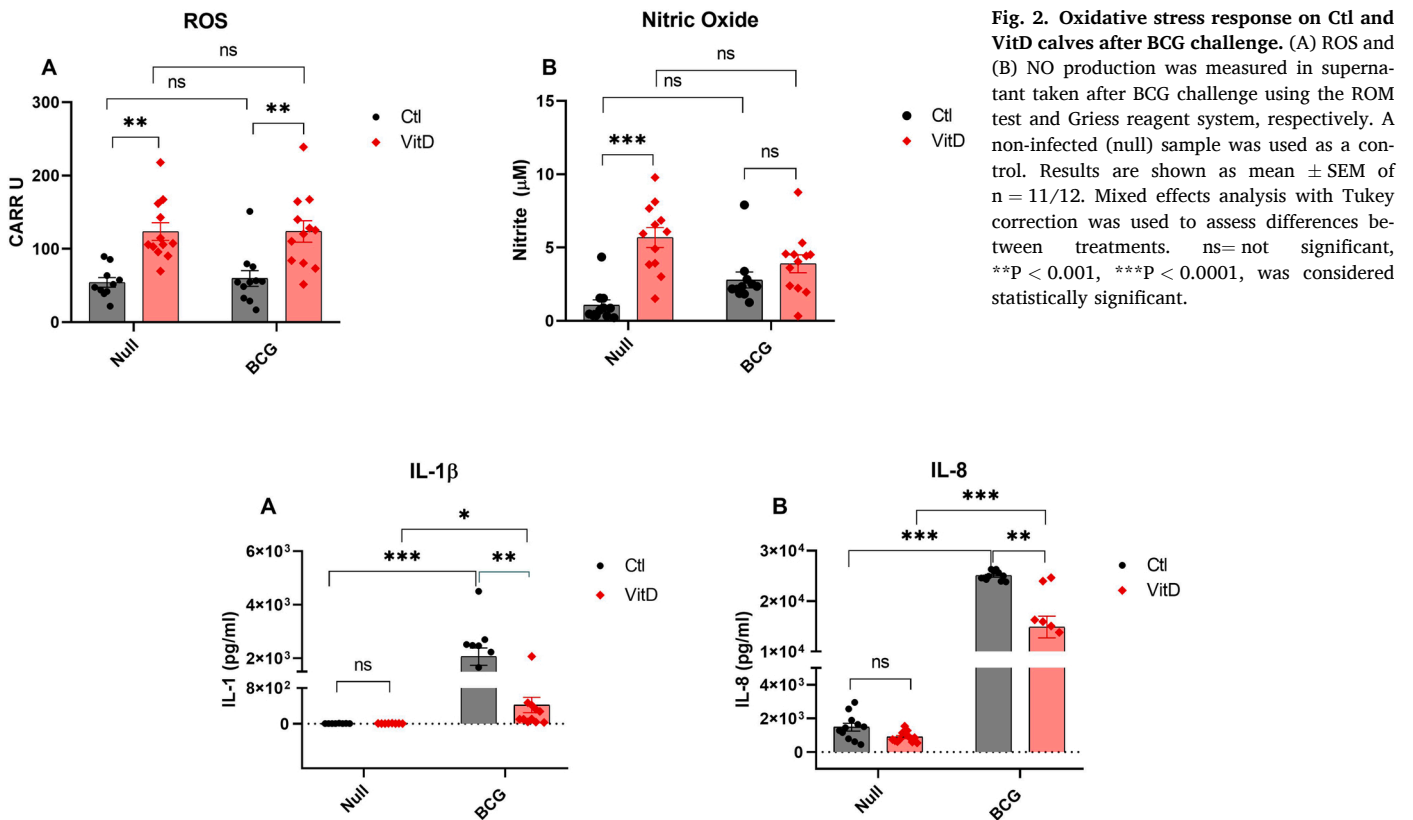 ROS
A
ns
ns
**
**
300
200
100
0
CARR U
Null
BCG
Ctl
VitD
Nitric Oxide
B
ns
ns
***
ns
15
10
5
0
Nitrite (μM)
Null
BCG
Ctl
VitD
Fig. 2. Oxidative stress response on Ctl and
VitD calves after BCG challenge. (A) ROS and
(B) NO production was measured in superna-
tant taken after BCG challenge using the ROM
test and Griess reagent system, respectively. A
non-infected (null) sample was used as a con-
trol. Results are shown as mean ± SEM of
n = 11/12. Mixed effects analysis with Tukey
correction was used to assess differences be-
tween treatments. ns= not significant,
**P < 0.001, ***P < 0.0001, was considered
statistically significant.
IL-1β
A
*
***
**
ns
6×10³
4×10³
2×10³
8×10²
0
IL-1 (pg/ml)
Null
BCG
Ctl
VitD
IL-8
B
***
***
**
ns
3×10⁴
2×10⁴
1×10⁴
4×10³
2×10³
0
IL-8 (pg/ml)
Null
BCG
Ctl
VitD